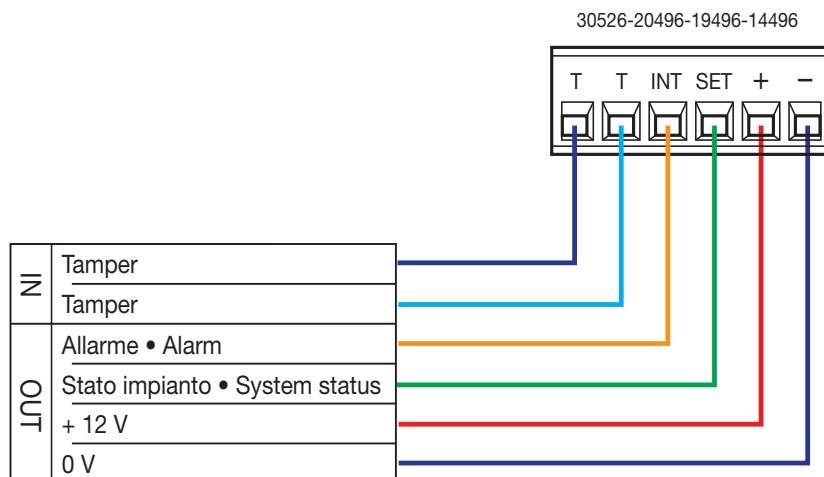 30526-20496-19496-14496
T T INT SET + −
IN
Tamper
Tamper
OUT
Allarme • Alarm
Stato impianto • System status
+ 12 V
0 V